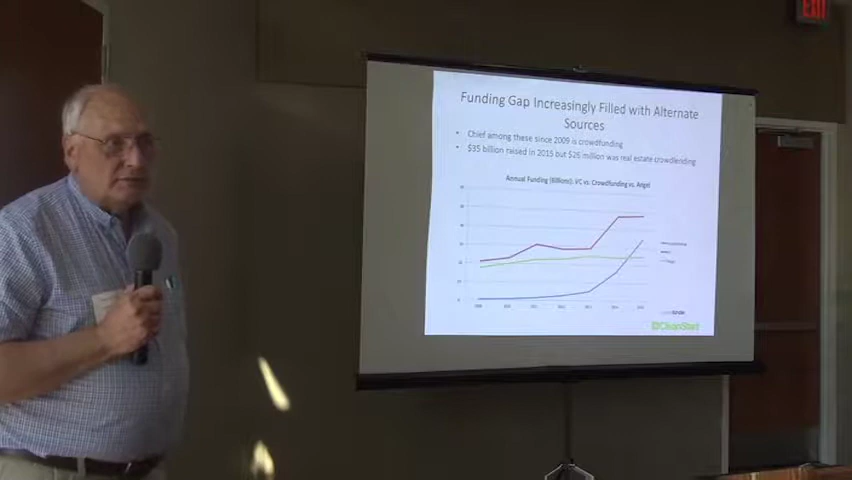 EXIT
Funding Gap Increasingly Filled with Alternate
Sources
• Chief among these since 2009 is crowdfunding
• $35 billion raised in 2015 but $26 million was real estate crowdlending
Annual Funding (Billions): VC vs. Crowdfunding vs. Angel
CleanStart